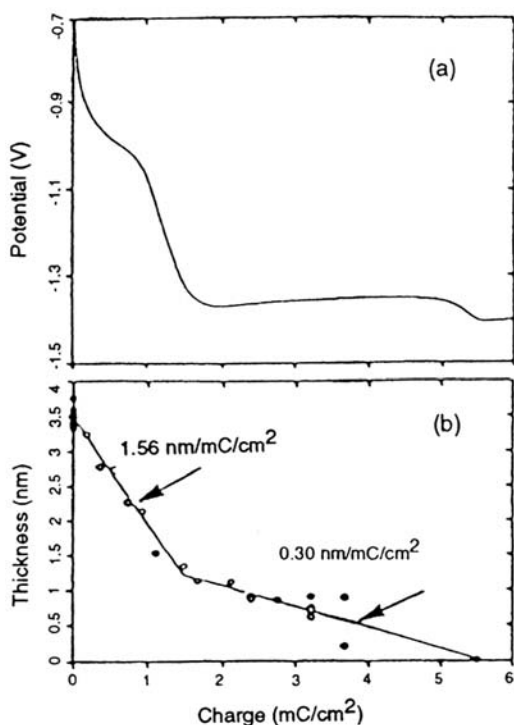 -0.7
(a)
-0.9
Potential (V)
-1.1
-1.3
-1.5
4
(b)
3.5
1.56 nm/mC/cm²
3
2.5
Thickness (nm)
2
1.5
0.30 nm/mC/cm²
1
0.5
0
0 1 2 3 4 5 6
Charge (mC/cm²)